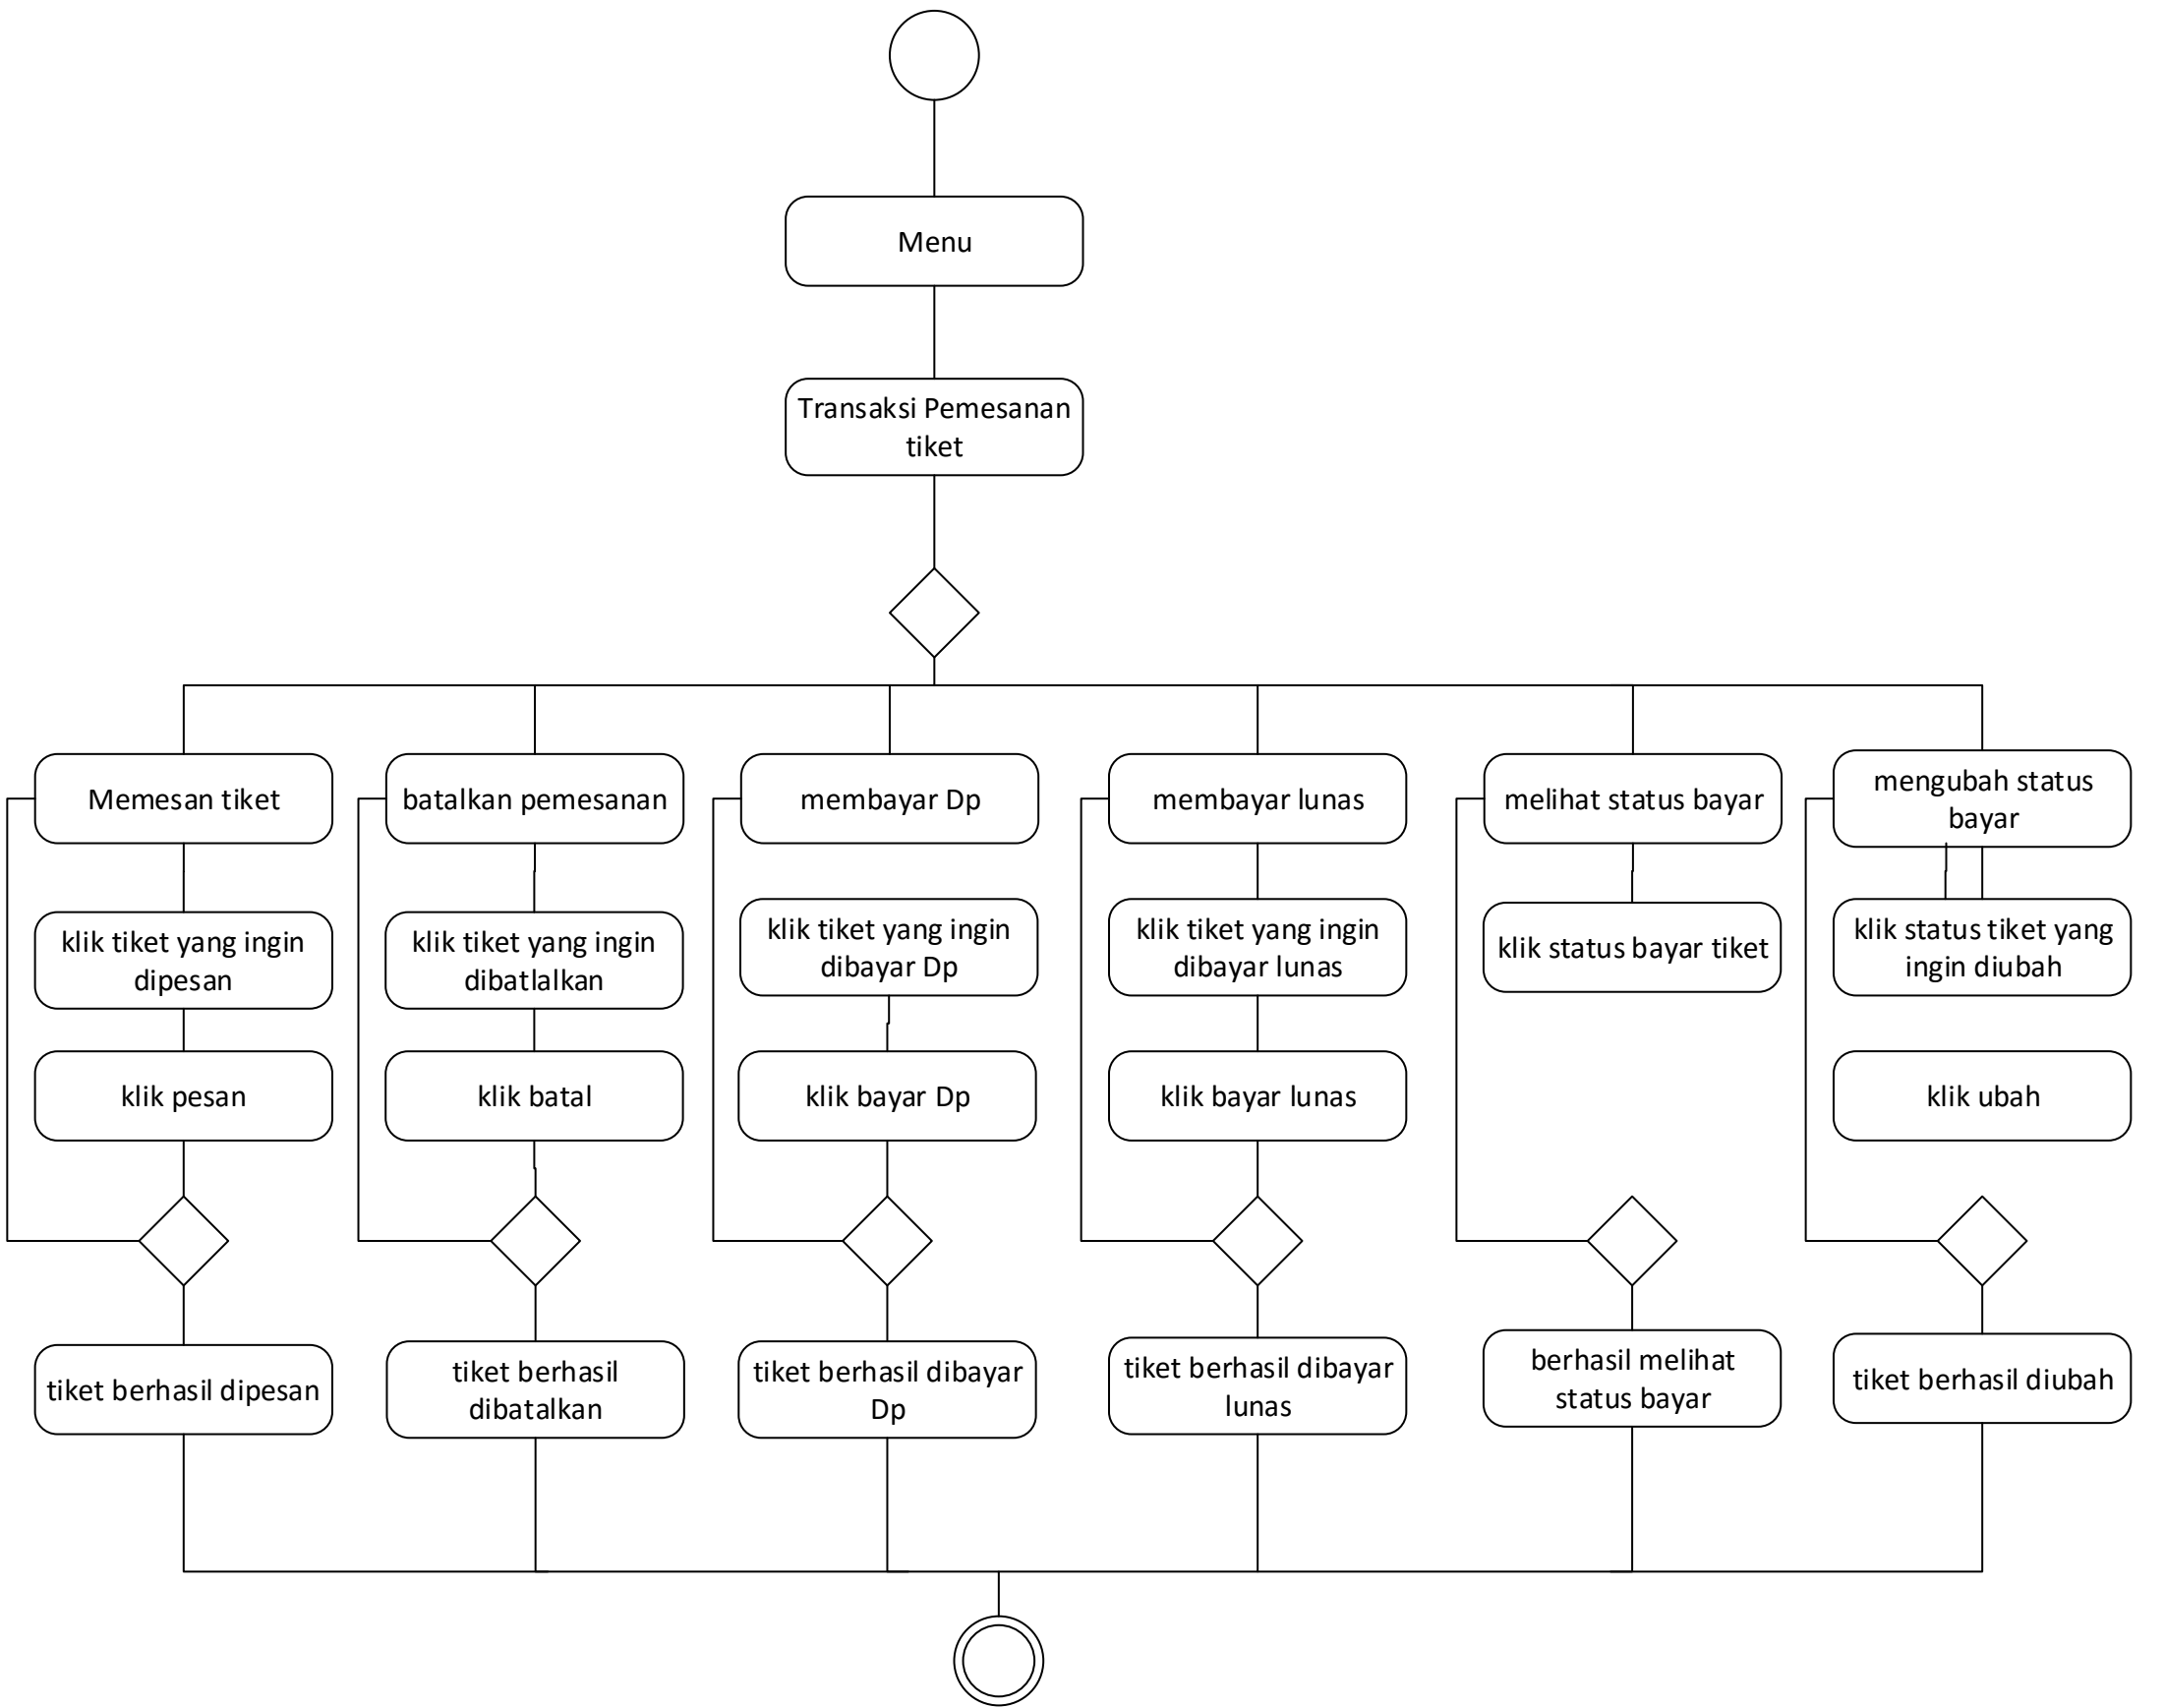 Menu
Transaksi Pemesanan
tiket
Memesan tiket
batalkan pemesanan
membayar Dp
membayar lunas
melihat status bayar
mengubah status
bayar
klik tiket yang ingin
dipesan
klik tiket yang ingin
dibatlalkan
klik tiket yang ingin
dibayar Dp
klik tiket yang ingin
dibayar lunas
klik status bayar tiket
klik status tiket yang
ingin diubah
klik pesan
klik batal
klik bayar Dp
klik bayar lunas
klik ubah
tiket berhasil dipesan
tiket berhasil
dibatalkan
tiket berhasil dibayar
Dp
tiket berhasil dibayar
lunas
berhasil melihat
status bayar
tiket berhasil diubah